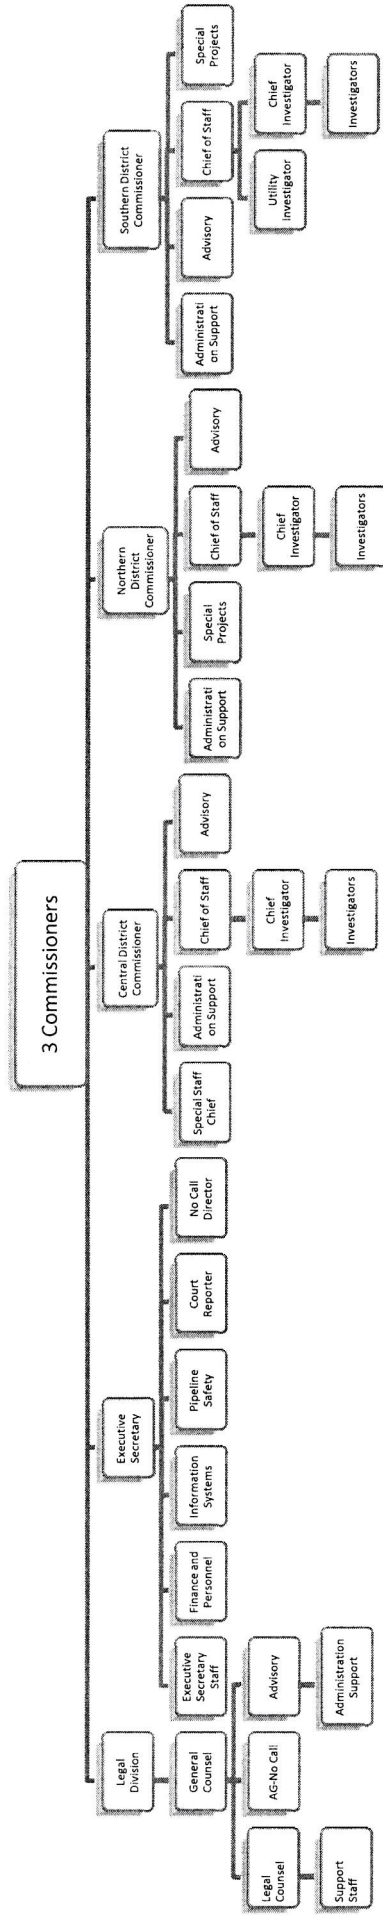 3 Commissioners
Legal
Division
General
Counsel
Legal
Counsel
Support
Staff
AG-No Call
Advisory
Administration
Support
Executive
Secretary
Executive
Secretary
Staff
Finance and
Personnel
Information
Systems
Pipeline
Safety
Court
Reporter
No Call
Director
Central District
Commissioner
Special Staff
Chief
Administrati
on Support
Chief of Staff
Chief
Investigator
Investigators
Advisory
Northern
District
Commissioner
Administrati
on Support
Special
Projects
Chief of Staff
Chief
Investigator
Investigators
Advisory
Southern District
Commissioner
Administrati
on Support
Advisory
Chief of Staff
Utility
Investigator
Chief
Investigator
Investigators
Special
Projects